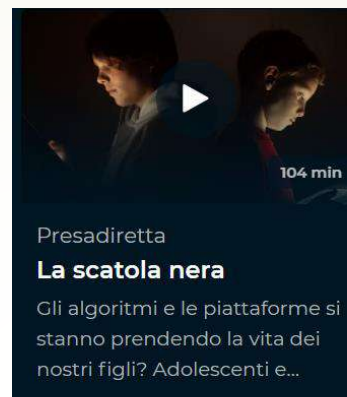 104 min
Presadiretta
La scatola nera
Gli algoritmi e le piattaforme si
stanno prendendo la vita dei
nostri figli? Adolescenti e...